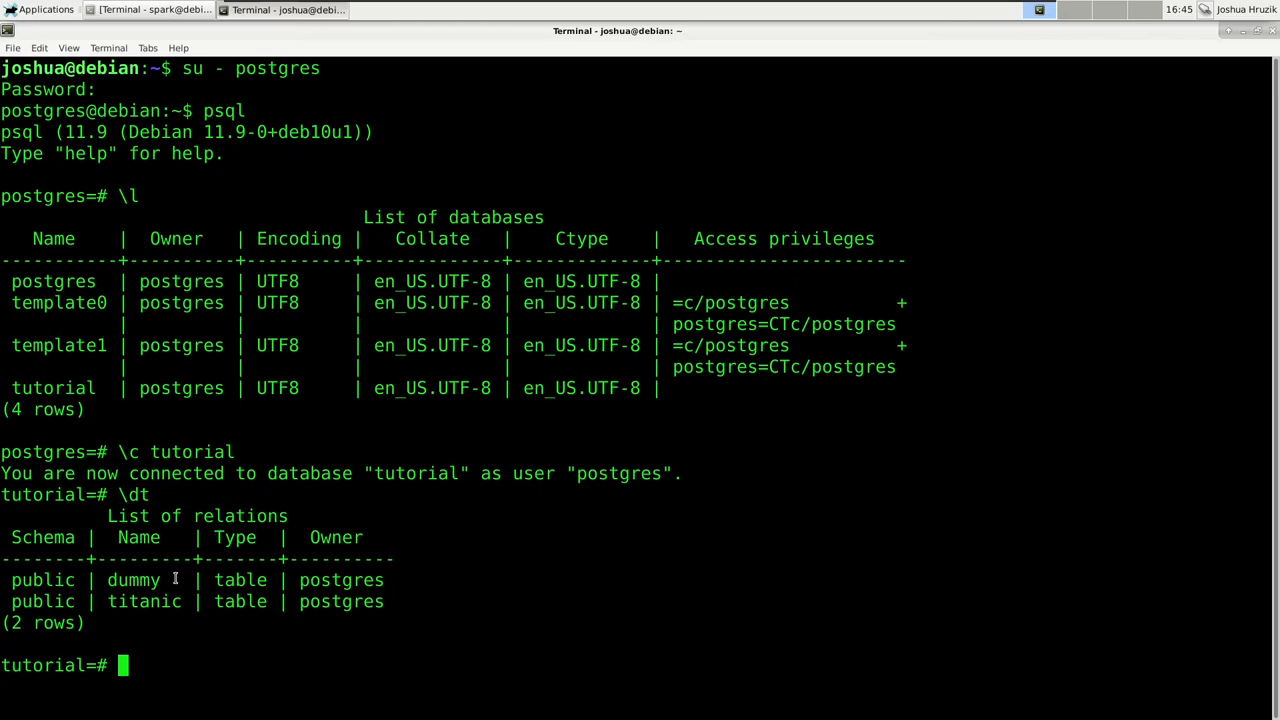 Applications [Terminal - spark@debi... Terminal - joshua@debi... 16:45 Joshua Hruzik
Terminal - joshua@debian: ~
File Edit View Terminal Tabs Help
joshua@debian:~$ su - postgres
Password:
postgres@debian:~$ psql
psql (11.9 (Debian 11.9-0+deb10u1))
Type "help" for help.
postgres=# \l
                                  List of databases
   Name    |  Owner   | Encoding |   Collate   |    Ctype    |   Access privileges
-----------+----------+----------+-------------+-------------+-----------------------
 postgres  | postgres | UTF8     | en_US.UTF-8 | en_US.UTF-8 |
 template0 | postgres | UTF8     | en_US.UTF-8 | en_US.UTF-8 | =c/postgres          +
           |          |          |             |             | postgres=CTc/postgres
 template1 | postgres | UTF8     | en_US.UTF-8 | en_US.UTF-8 | =c/postgres          +
           |          |          |             |             | postgres=CTc/postgres
 tutorial  | postgres | UTF8     | en_US.UTF-8 | en_US.UTF-8 |
(4 rows)
postgres=# \c tutorial
You are now connected to database "tutorial" as user "postgres".
tutorial=# \dt
          List of relations
 Schema |  Name   | Type  |  Owner
--------+---------+-------+----------
 public | dummy   | table | postgres
 public | titanic | table | postgres
(2 rows)
tutorial=#